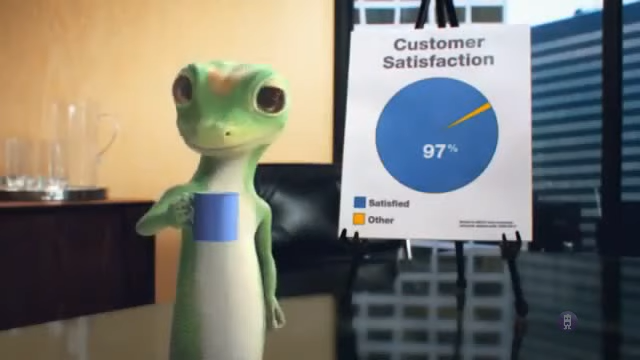 Customer
Satisfaction
97%
Satisfied
Other